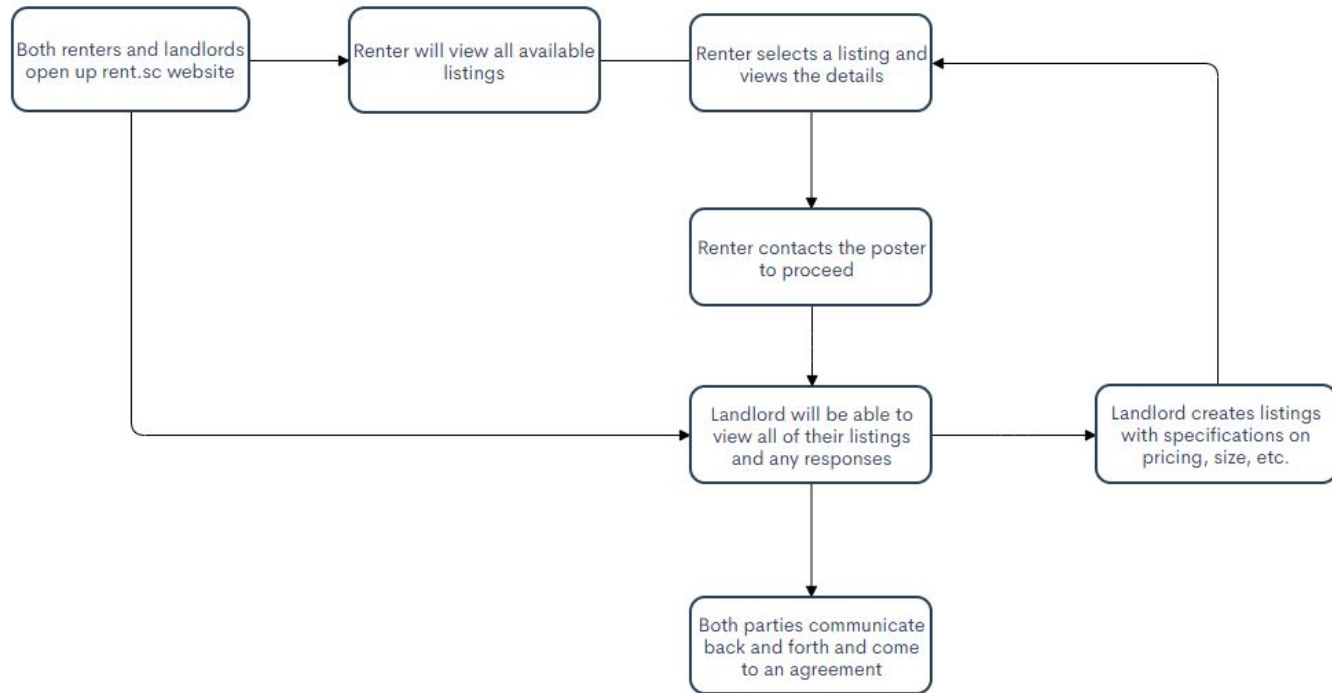 Both renters and landlords
open up rent.sc website
Renter will view all available
listings
Renter selects a listing and
views the details
Renter contacts the poster
to proceed
Landlord will be able to
view all of their listings
and any responses
Landlord creates listings
with specifications on
pricing, size, etc.
Both parties communicate
back and forth and come
to an agreement